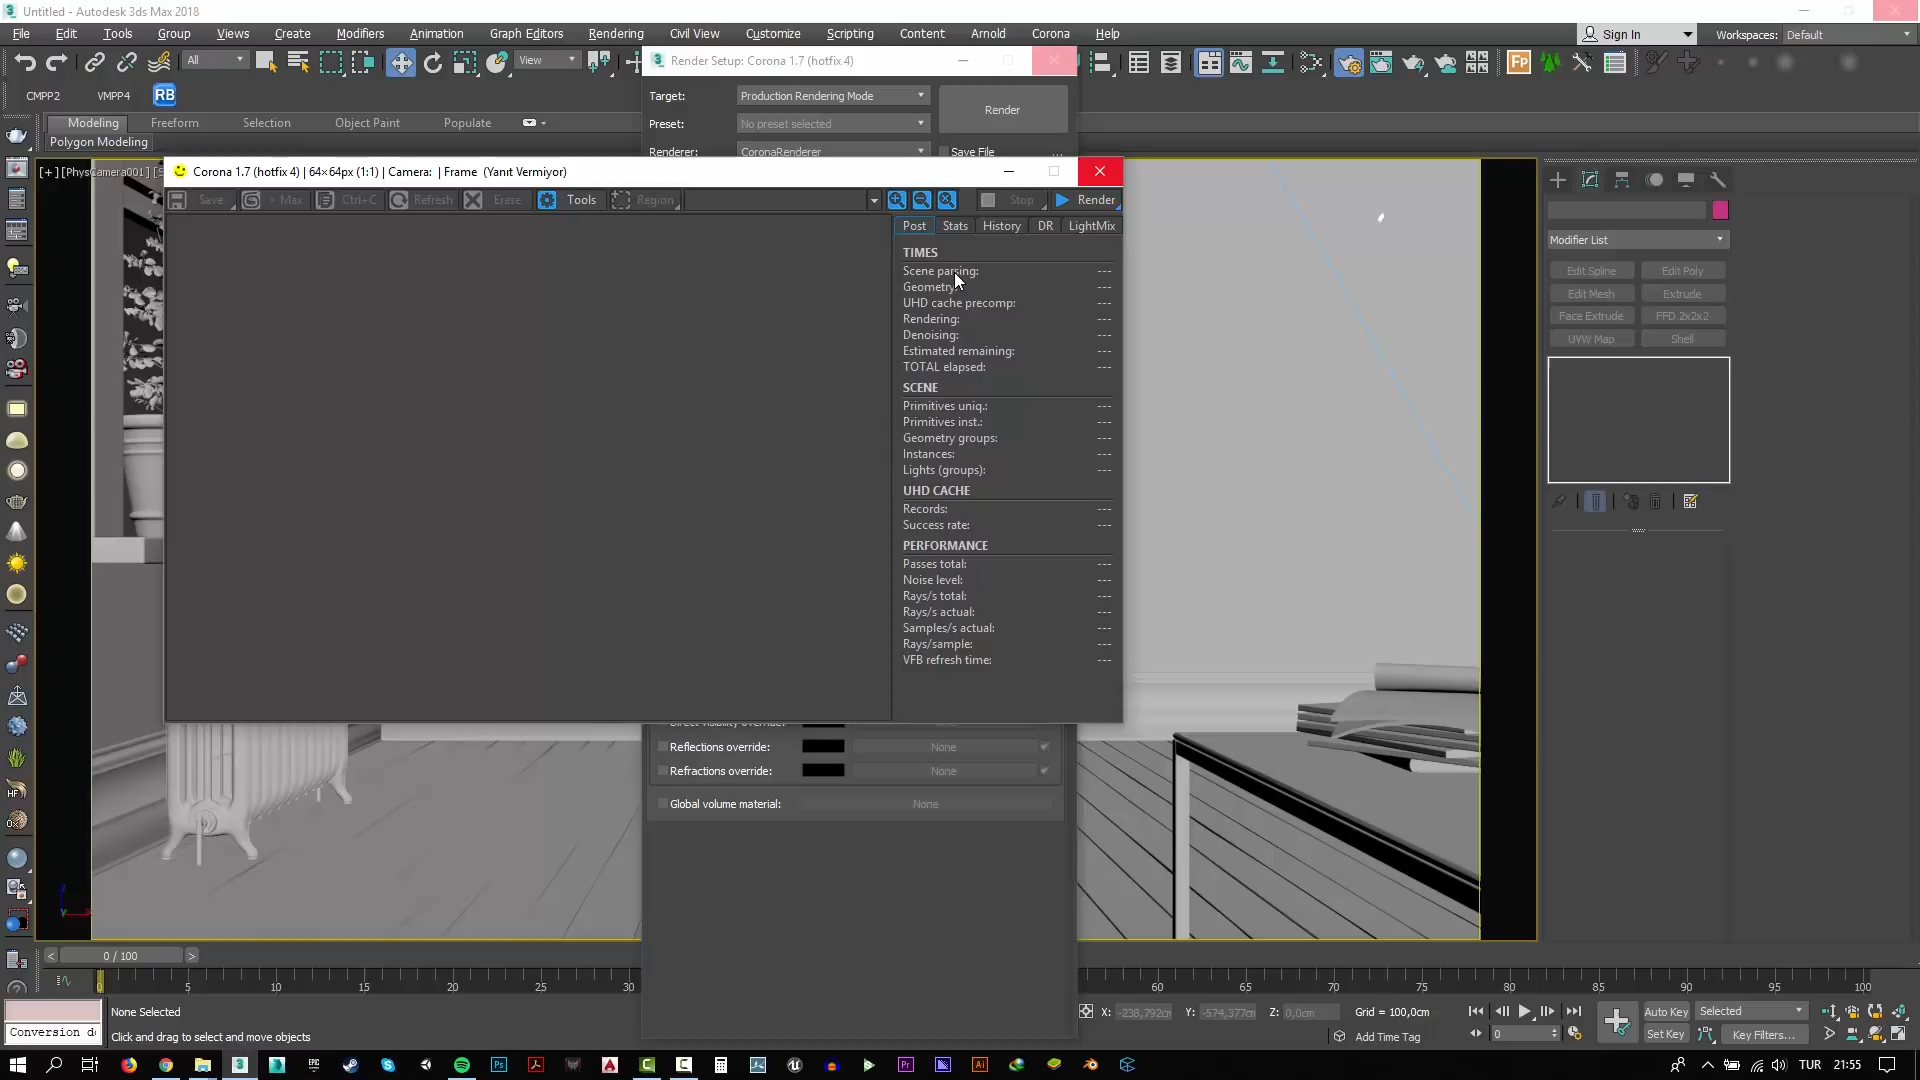 Untitled - Autodesk 3ds Max 2018
File Edit Tools Group Views Create Modifiers Animation Graph Editors Rendering Civil View Customize Scripting Content Arnold Corona Help
Sign In
Workspaces: Default
All
View
CMPP2 VMPP4 RB
Fp
Modeling Freeform Selection Object Paint Populate
Polygon Modeling
Render Setup: Corona 1.7 (hotfix 4)
Target: Production Rendering Mode
Render
Preset: No preset selected
Renderer: CoronaRenderer
Save File ...
Corona 1.7 (hotfix 4) | 64×64px (1:1) | Camera: | Frame (Yanıt Vermiyor)
Save > Max Ctrl+C Refresh Erase Tools Region Stop Render
Post Stats History DR LightMix
TIMES
Scene parsing: ---
Geometry: ---
UHD cache precomp: ---
Rendering: ---
Denoising: ---
Estimated remaining: ---
TOTAL elapsed: ---
SCENE
Primitives uniq.: ---
Primitives inst.: ---
Geometry groups: ---
Instances: ---
Lights (groups): ---
UHD CACHE
Records: ---
Success rate: ---
PERFORMANCE
Passes total: ---
Noise level: ---
Rays/s total: ---
Rays/s actual: ---
Samples/s actual: ---
Rays/sample: ---
VFB refresh time: ---
Reflections override: None
Refractions override: None
Global volume material: None
Modifier List
Edit Spline Edit Poly
Edit Mesh Extrude
Face Extrude FFD 2x2x2
UVW Map Shell
< 0 / 100 >
0 5 10 15 20 25 30 60 65 70 75 80 85 90 95 100
None Selected
Click and drag to select and move objects
X: -238,792cm Y: -574,377cm Z: 0,0cm Grid = 100,0cm
Add Time Tag
0
Auto Key Selected
Set Key Key Filters...
TUR 21:55